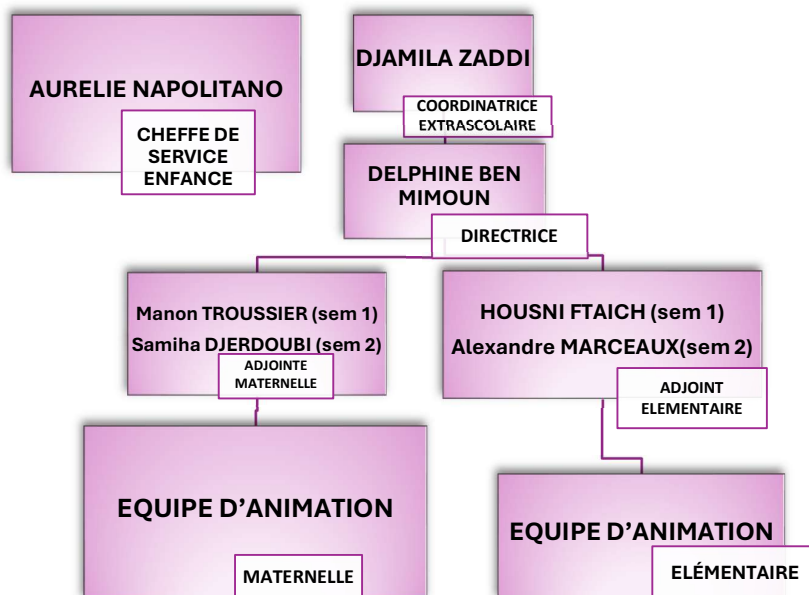 AURELIE NAPOLITANO
CHEFFE DE
SERVICE
ENFANCE
DJAMILA ZADDI
COORDINATRICE
EXTRASCOLAIRE
DELPHINE BEN
MIMOUN
DIRECTRICE
Manon TROUSSIER (sem 1)
Samiha DJERDOUBI (sem 2)
ADJOINTE
MATERNELLE
HOUSNI FTAICH (sem 1)
Alexandre MARCEAUX(sem 2)
ADJOINT
ELEMENTAIRE
EQUIPE D’ANIMATION
MATERNELLE
EQUIPE D’ANIMATION
ELÉMENTAIRE